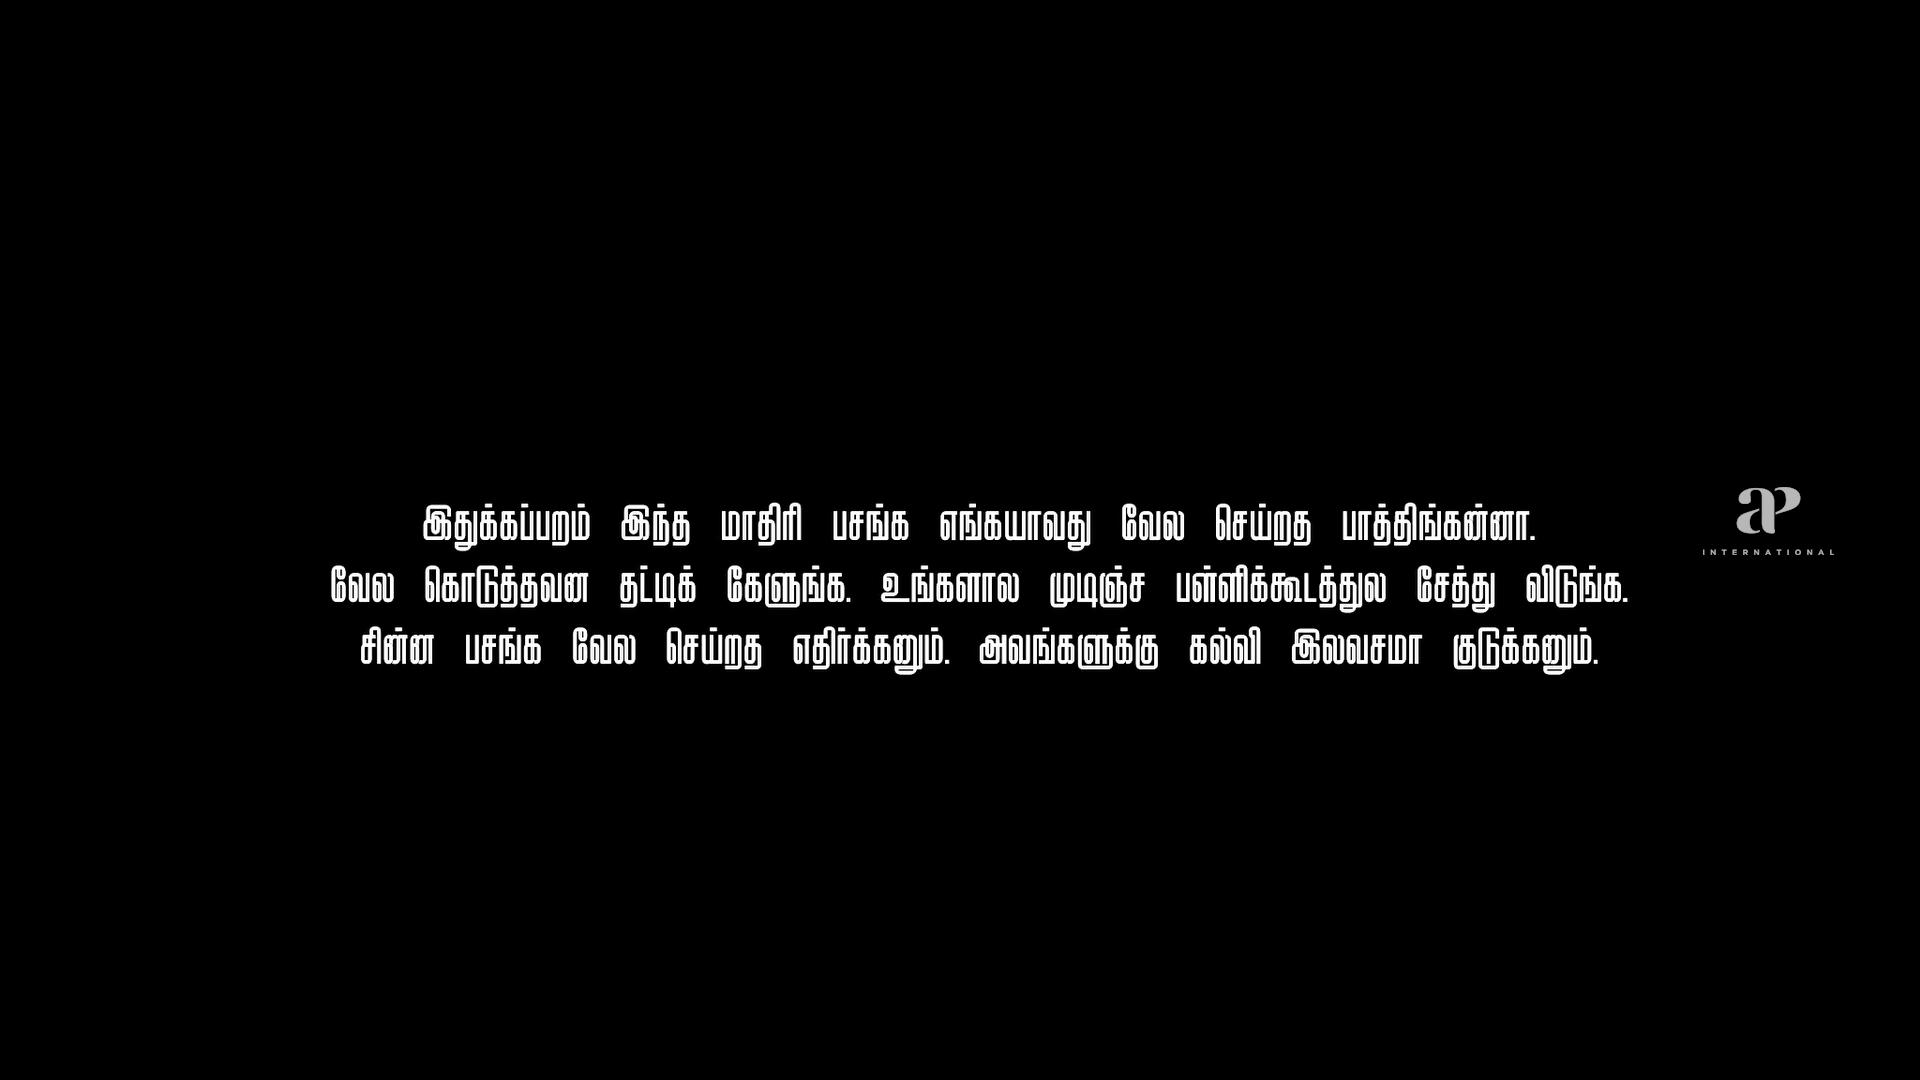 இதுக்கப்பறம் இந்த மாதிரி பசங்க எங்கயாவது வேல செய்றத பாத்திங்கன்னா.
வேல கொடுத்தவன தட்டிக் கேளுங்க. உங்களால முடிஞ்ச பள்ளிக்கூடத்துல சேத்து விடுங்க.
சின்ன பசங்க வேல செய்றத எதிர்க்கனும். அவங்களுக்கு கல்வி இலவசமா குடுக்கனும்.
aP
INTERNATIONAL